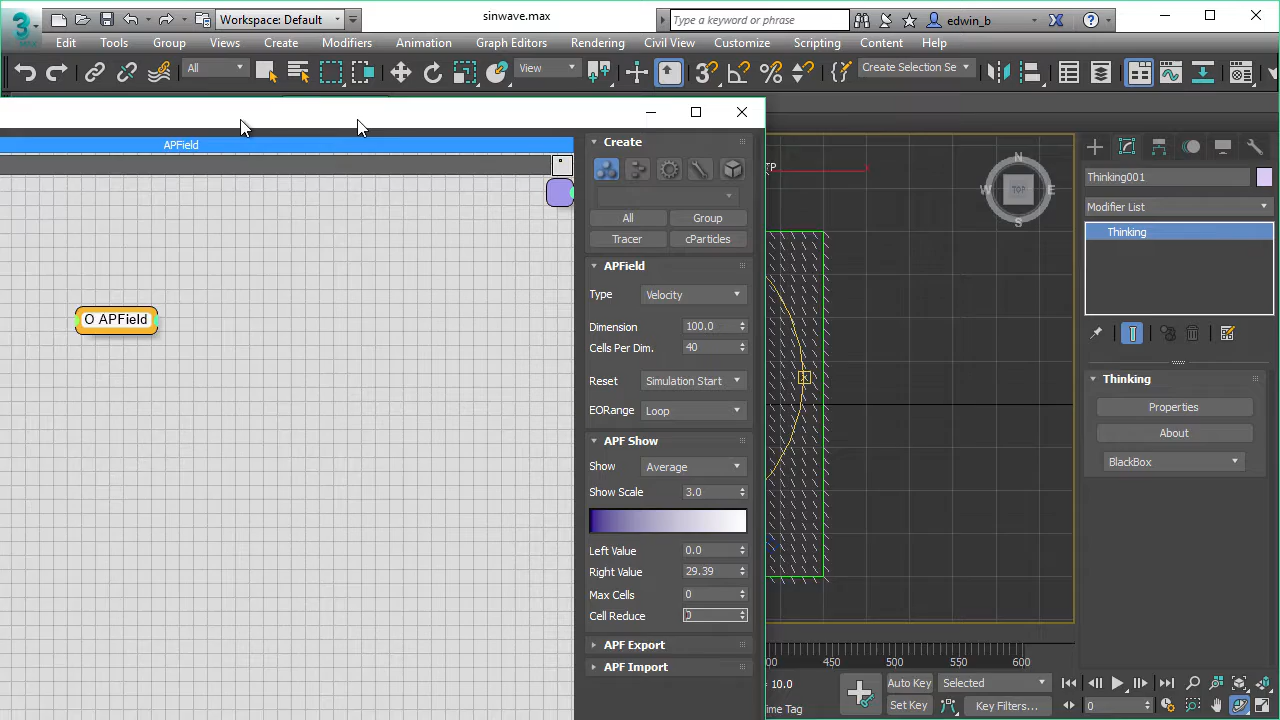 3
MAX
Workspace: Default
sinwave.max
Type a keyword or phrase
edwin_b
Edit Tools Group Views Create Modifiers Animation Graph Editors Rendering Civil View Customize Scripting Content Help
All
View
Create Selection Se
APField
O APField
Create
All Group
Tracer cParticles
APField
Type Velocity
Dimension 100.0
Cells Per Dim. 40
Reset Simulation Start
EORange Loop
APF Show
Show Average
Show Scale 3.0
Left Value 0.0
Right Value 29.39
Max Cells 0
Cell Reduce 0
APF Export
APF Import
N
W TOP E
S
Thinking001
Modifier List
Thinking
Thinking
Properties
About
BlackBox
450 500 550 600
= 10.0
Auto Key Selected
Set Key Key Filters...
0